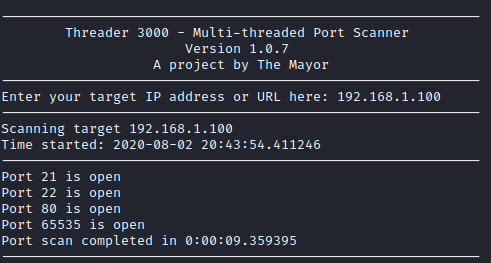 Threader 3000 - Multi-threaded Port Scanner
Version 1.0.7
A project by The Mayor
Enter your target IP address or URL here: 192.168.1.100
Scanning target 192.168.1.100
Time started: 2020-08-02 20:43:54.411246
Port 21 is open
Port 22 is open
Port 80 is open
Port 65535 is open
Port scan completed in 0:00:09.359395